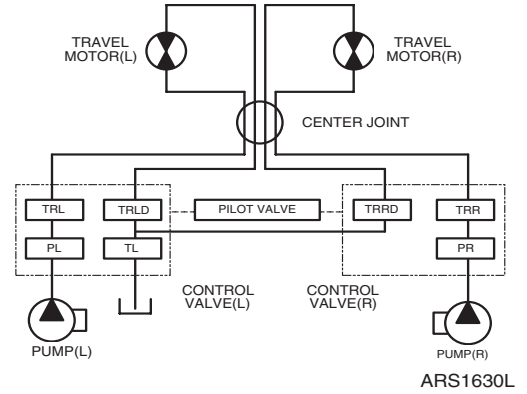 TRAVEL
MOTOR(L)
TRAVEL
MOTOR(R)
CENTER JOINT
TRL
TRLD
PILOT VALVE
TRRD
TRR
PL
TL
PR
CONTROL
VALVE(L)
CONTROL
VALVE(R)
PUMP(L)
PUMP(R)
ARS1630L